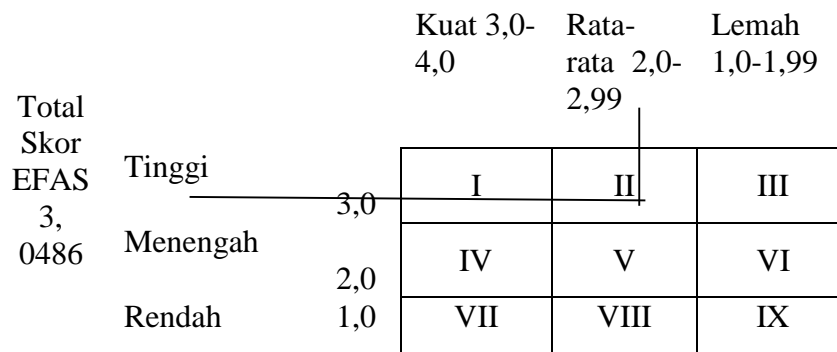 Kuat 3,0-
4,0
Rata-
rata 2,0-
2,99
Lemah
1,0-1,99
Total
Skor
EFAS
3,
0486
Tinggi
3,0
I
II
III
Menengah
2,0
IV
V
VI
Rendah
1,0
VII
VIII
IX